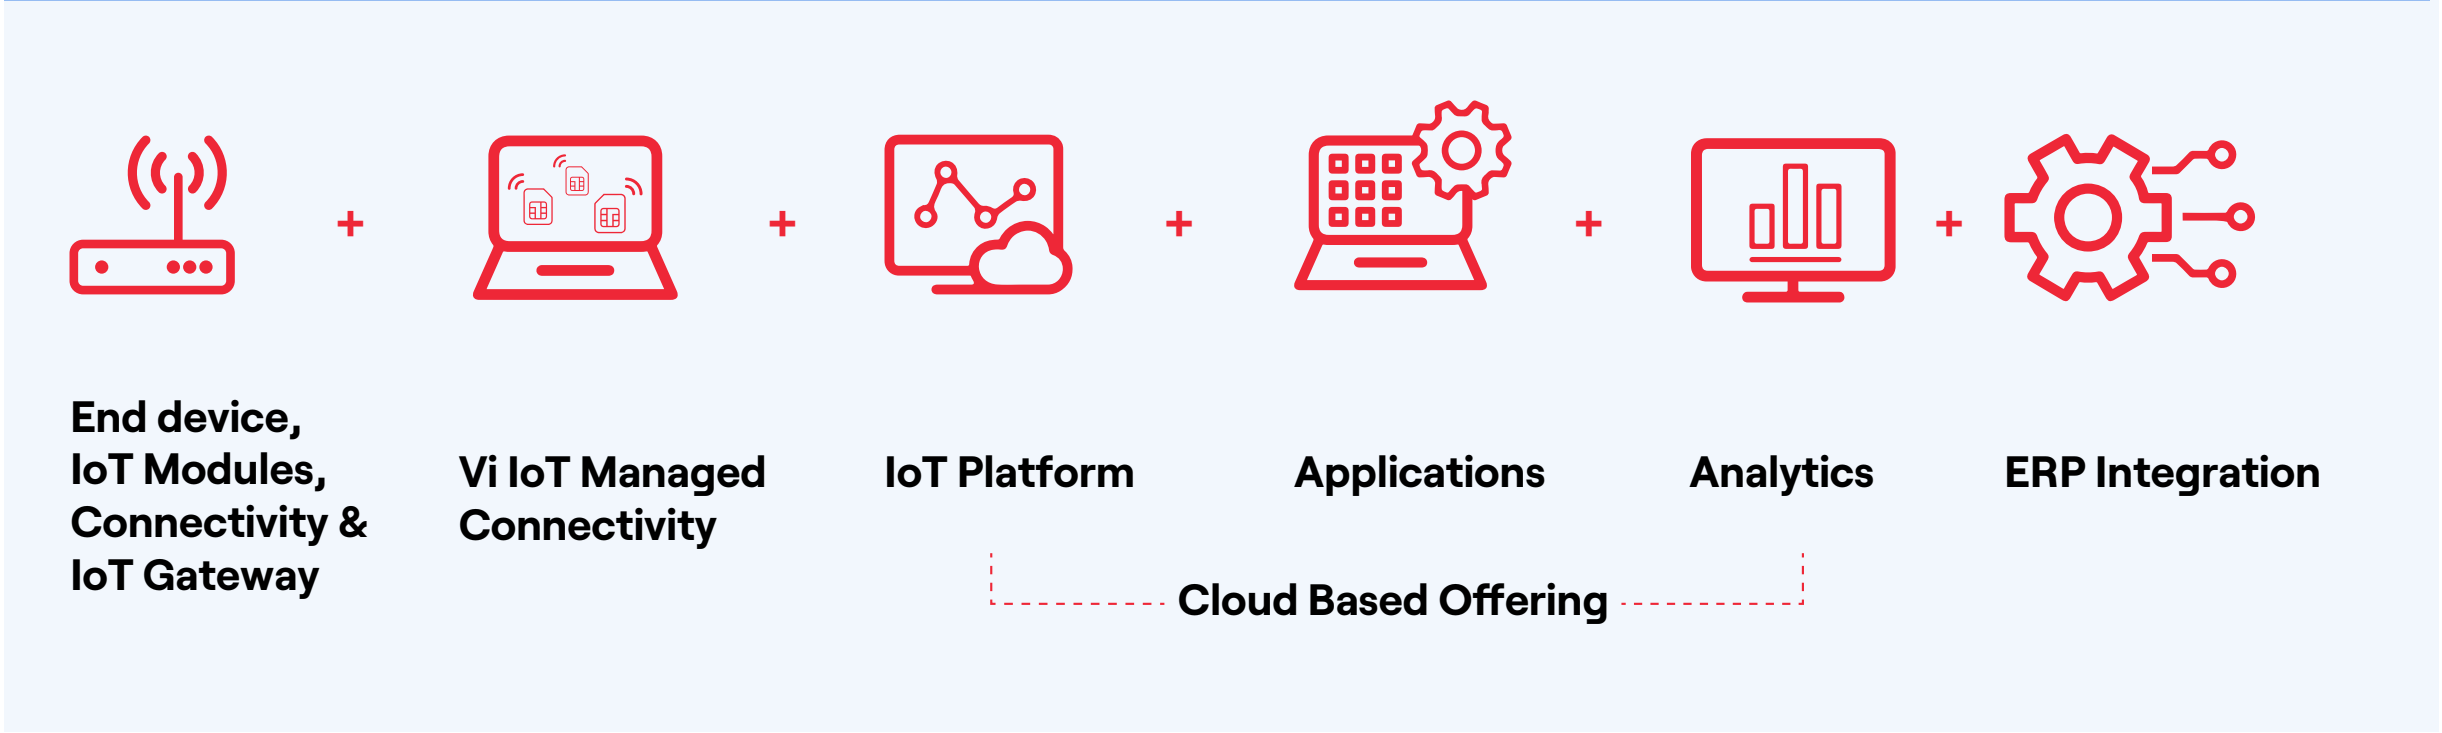 End device,
IoT Modules,
Connectivity &
IoT Gateway
Vi IoT Managed
Connectivity
IoT Platform
Applications
Analytics
ERP Integration
Cloud Based Offering